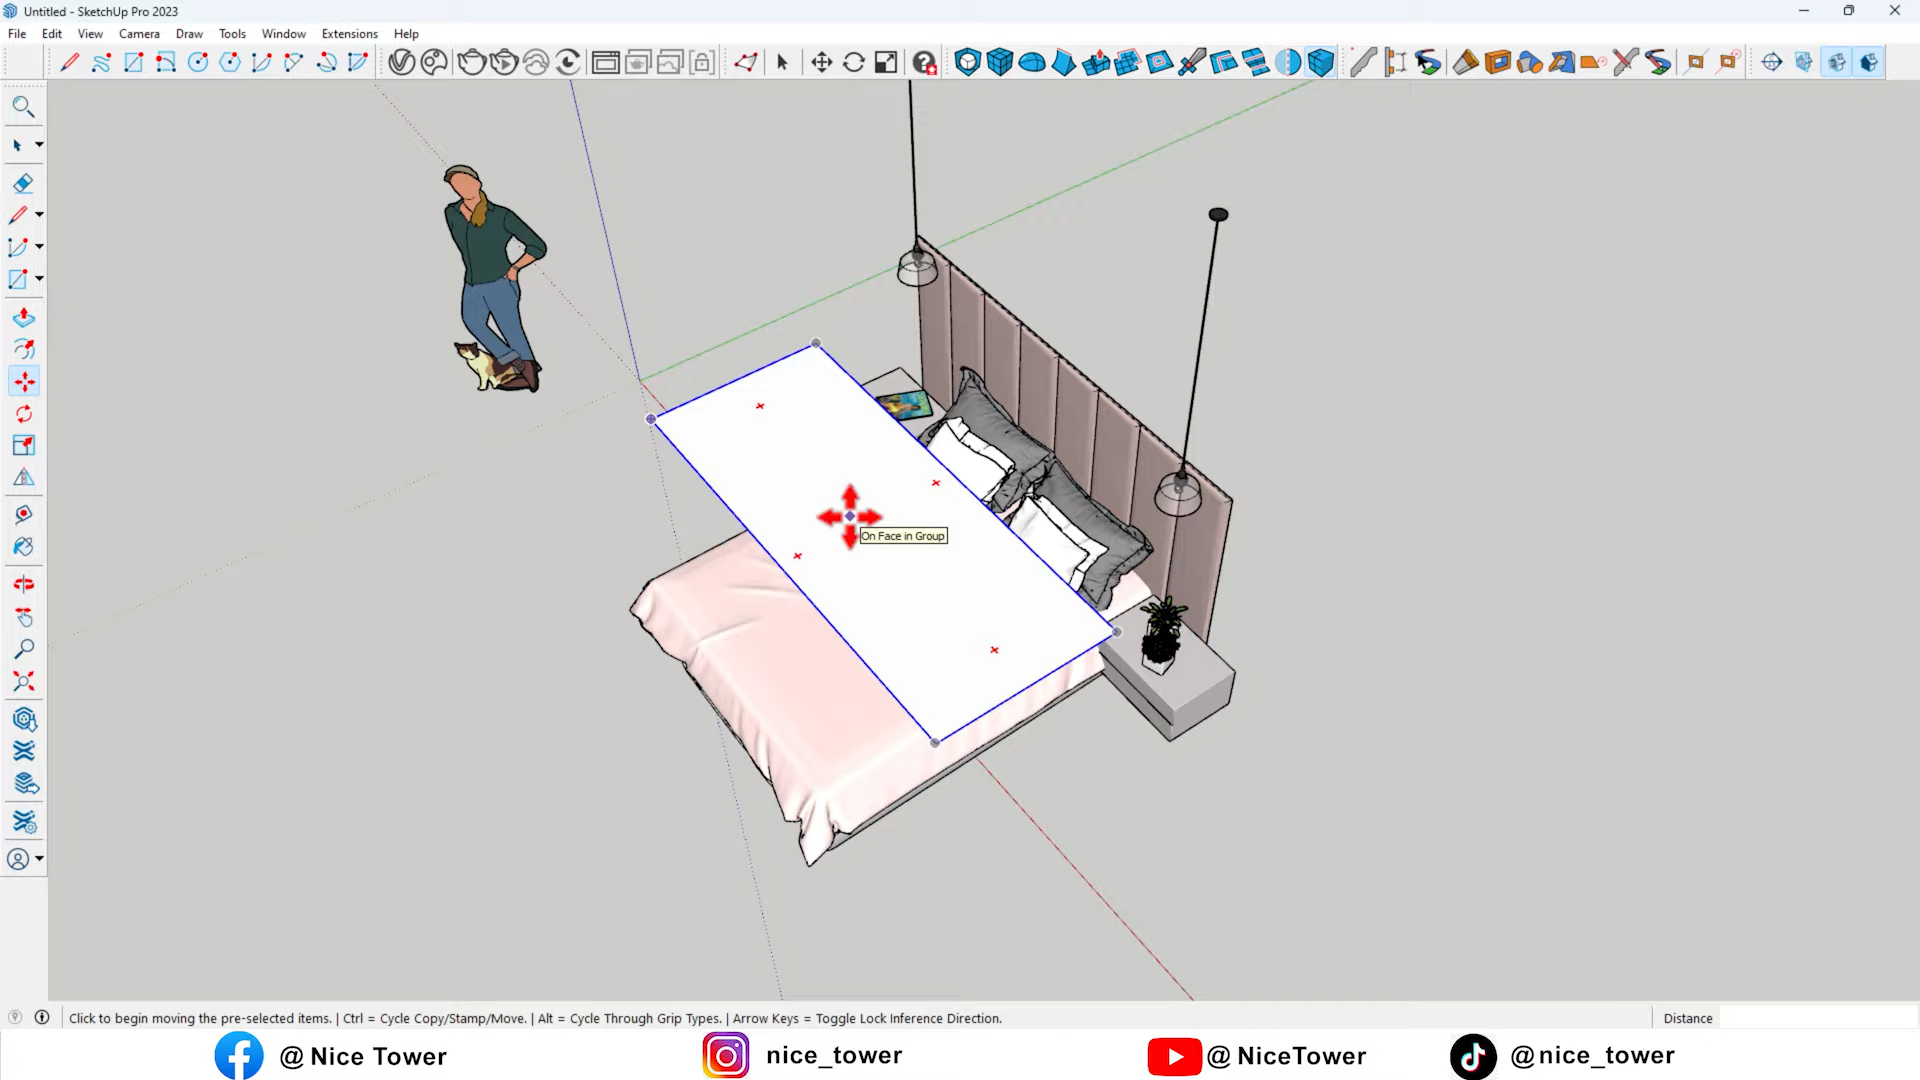 Untitled - SketchUp Pro 2023
File Edit View Camera Draw Tools Window Extensions Help
On Face in Group
Click to begin moving the pre-selected items. | Ctrl = Cycle Copy/Stamp/Move. | Alt = Cycle Through Grip Types. | Arrow Keys = Toggle Lock Inference Direction. Distance
@ Nice Tower nice_tower @ NiceTower @nice_tower